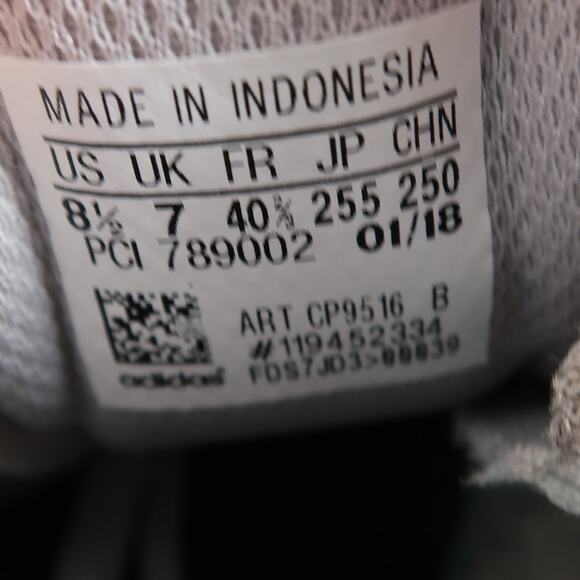 MADE IN INDONESIA
US UK FR JP CHN
8½ 7 40⅔ 255 250
PCI 789002 01/18
ART CP9516 B
#119452334
FDS7JD3>00039
adidas